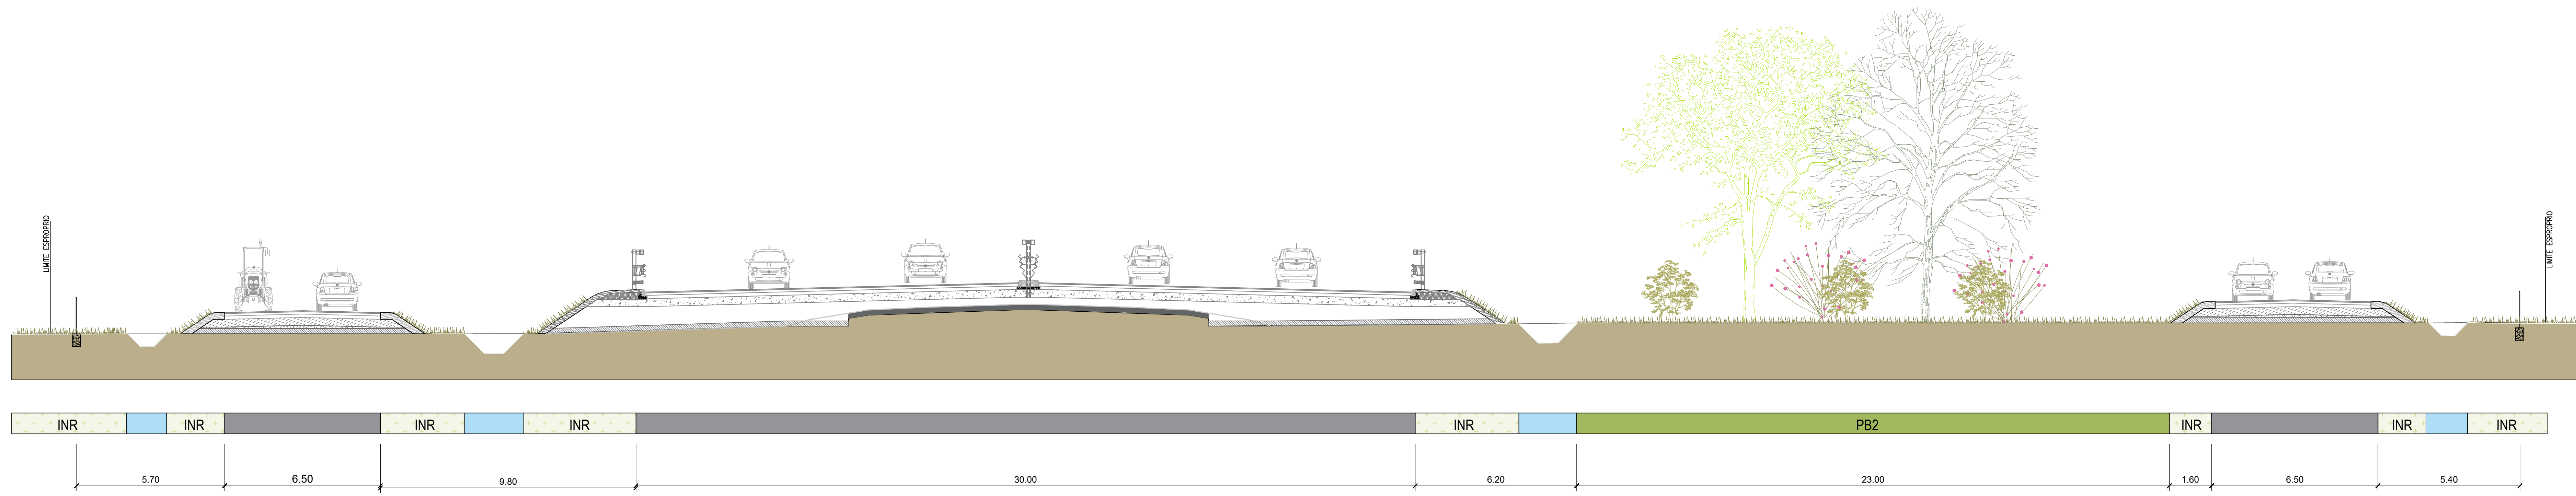 LIMITE ESPROPRIO
LIMITE ESPROPRIO
INR
INR
INR
INR
INR
PB2
INR
INR
INR
5.70
6.50
9.80
30.00
6.20
23.00
1.60
6.50
5.40